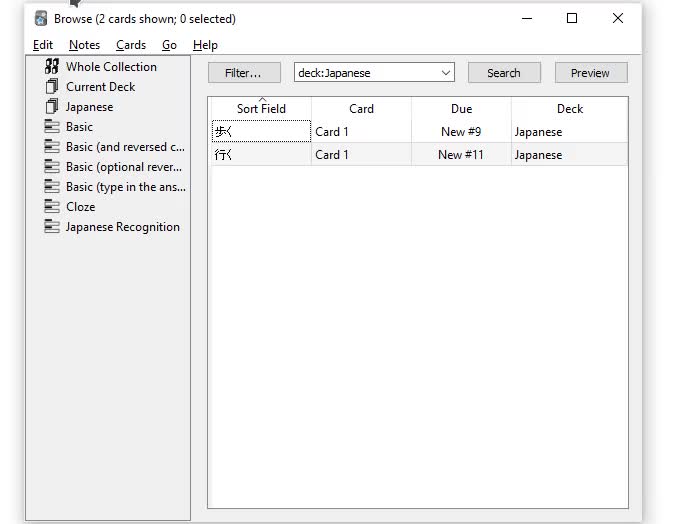 Browse (2 cards shown; 0 selected)
Edit Notes Cards Go Help
Whole Collection
Current Deck
Japanese
Basic
Basic (and reversed c...
Basic (optional rever...
Basic (type in the ans...
Cloze
Japanese Recognition
Filter... deck:Japanese Search Preview
Sort Field Card Due Deck
歩く Card 1 New #9 Japanese
行く Card 1 New #11 Japanese